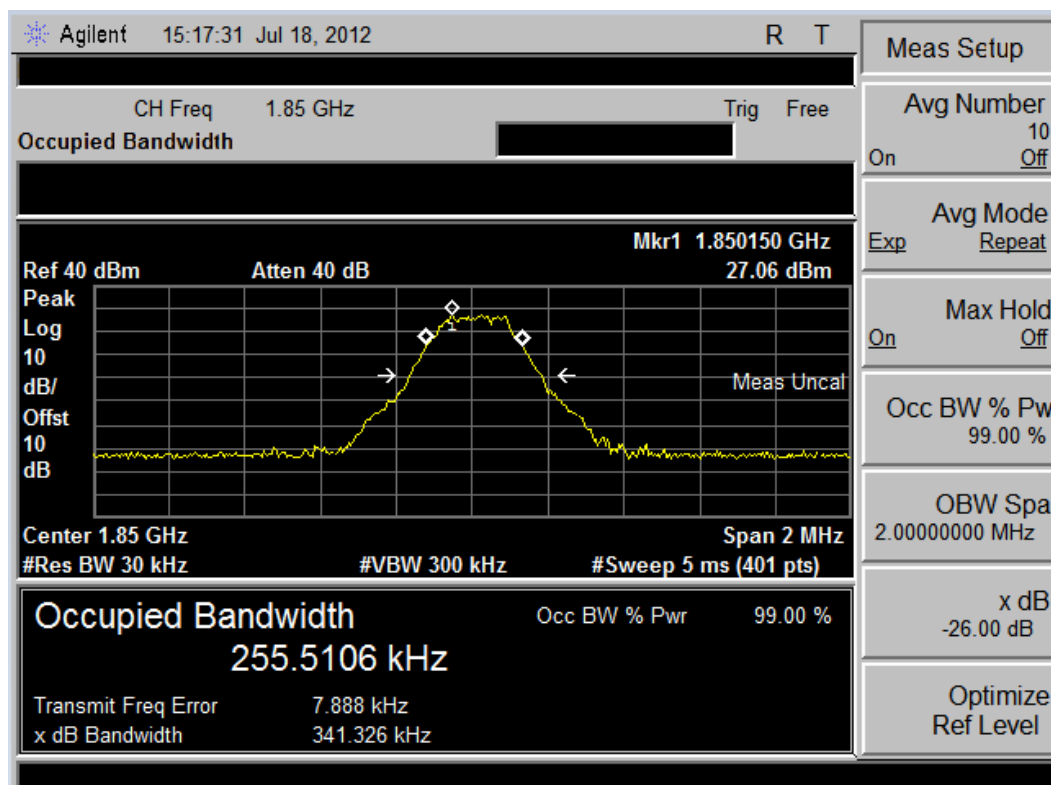 Agilent 15:17:31 Jul 18, 2012 R T
CH Freq 1.85 GHz Trig Free
Occupied Bandwidth
Mkr1 1.850150 GHz
Ref 40 dBm Atten 40 dB 27.06 dBm
Peak
Log
10
dB/
Offst
10
dB
1
Meas Uncal
Center 1.85 GHz Span 2 MHz
#Res BW 30 kHz #VBW 300 kHz #Sweep 5 ms (401 pts)
Occupied Bandwidth Occ BW % Pwr 99.00 %
255.5106 kHz
Transmit Freq Error 7.888 kHz
x dB Bandwidth 341.326 kHz
Meas Setup
Avg Number
10
On Off
Avg Mode
Exp Repeat
Max Hold
On Off
Occ BW % Pw
99.00 %
OBW Spa
2.00000000 MHz
x dB
-26.00 dB
Optimize
Ref Level